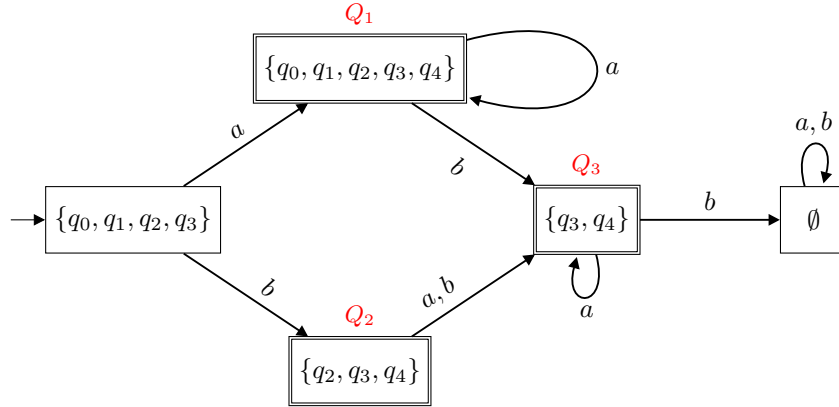 Q₁
{q₀, q₁, q₂, q₃, q₄}
a
a
b
a, b
Q₃
{q₀, q₁, q₂, q₃}
{q₃, q₄}
b
∅
b
a, b
a
Q₂
{q₂, q₃, q₄}